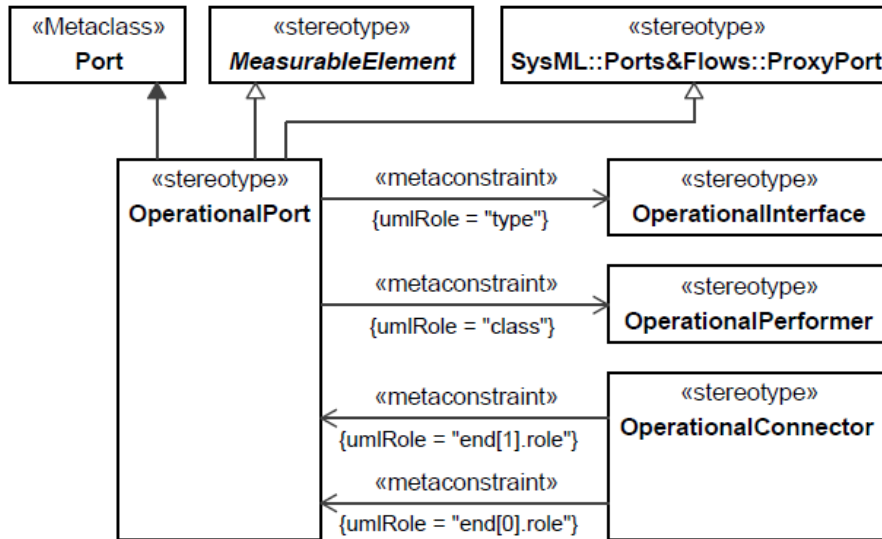 «Metaclass»
Port
«stereotype»
MeasurableElement
«stereotype»
SysML::Ports&Flows::ProxyPort
«stereotype»
OperationalPort
«metaconstraint»
{umlRole = "type"}
«stereotype»
OperationalInterface
«metaconstraint»
{umlRole = "class"}
«stereotype»
OperationalPerformer
«metaconstraint»
{umlRole = "end[1].role"}
«stereotype»
OperationalConnector
«metaconstraint»
{umlRole = "end[0].role"}